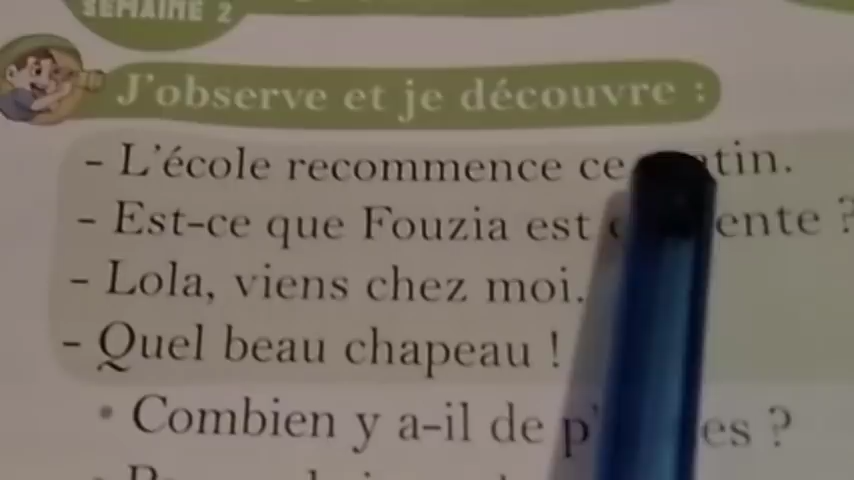 SEMAINE 2
J'observe et je découvre :
- L'école recommence ce
- Est-ce que Fouzia est ?
- Lola, viens chez moi.
- Quel beau chapeau !
• Combien y a-il de ?